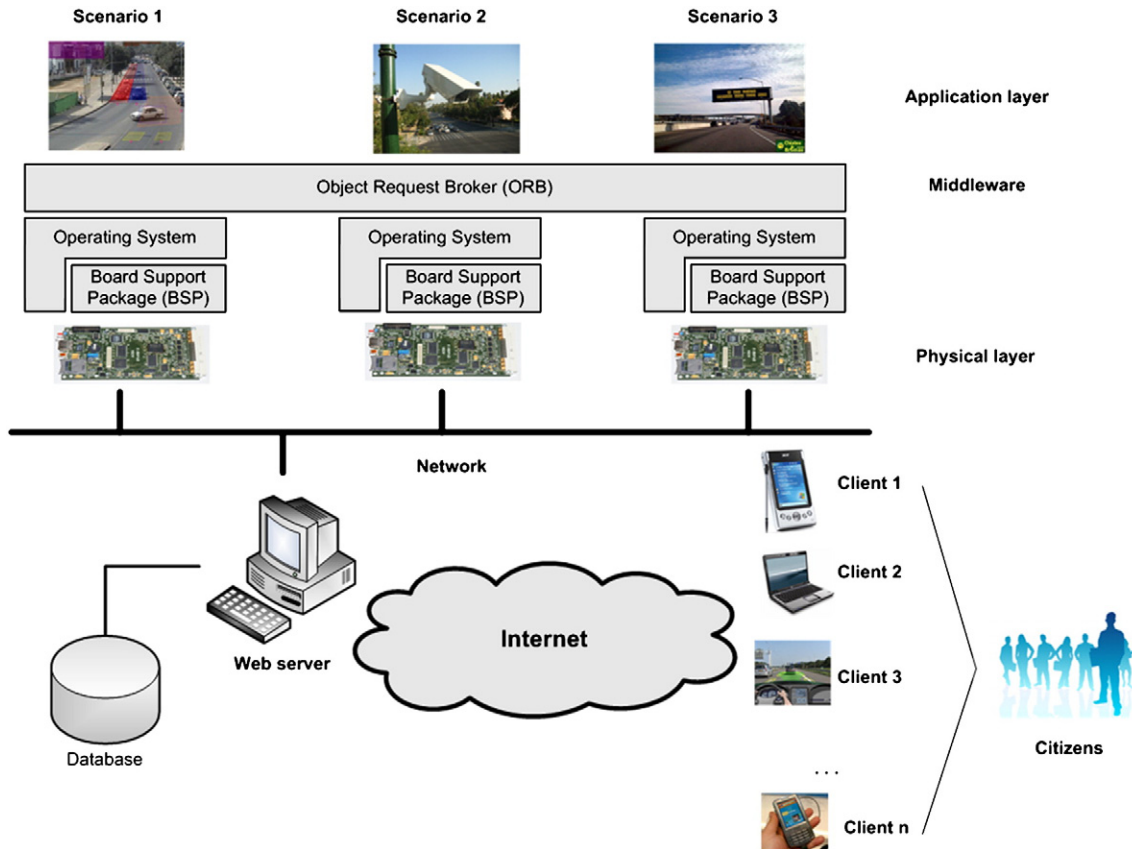 Scenario 1
Scenario 2
Scenario 3
Application layer
Object Request Broker (ORB)
Middleware
Operating System
Board Support
Package (BSP)
Operating System
Board Support
Package (BSP)
Operating System
Board Support
Package (BSP)
Physical layer
Network
Client 1
Client 2
Internet
Web server
Client 3
Database
Citizens
...
Client n